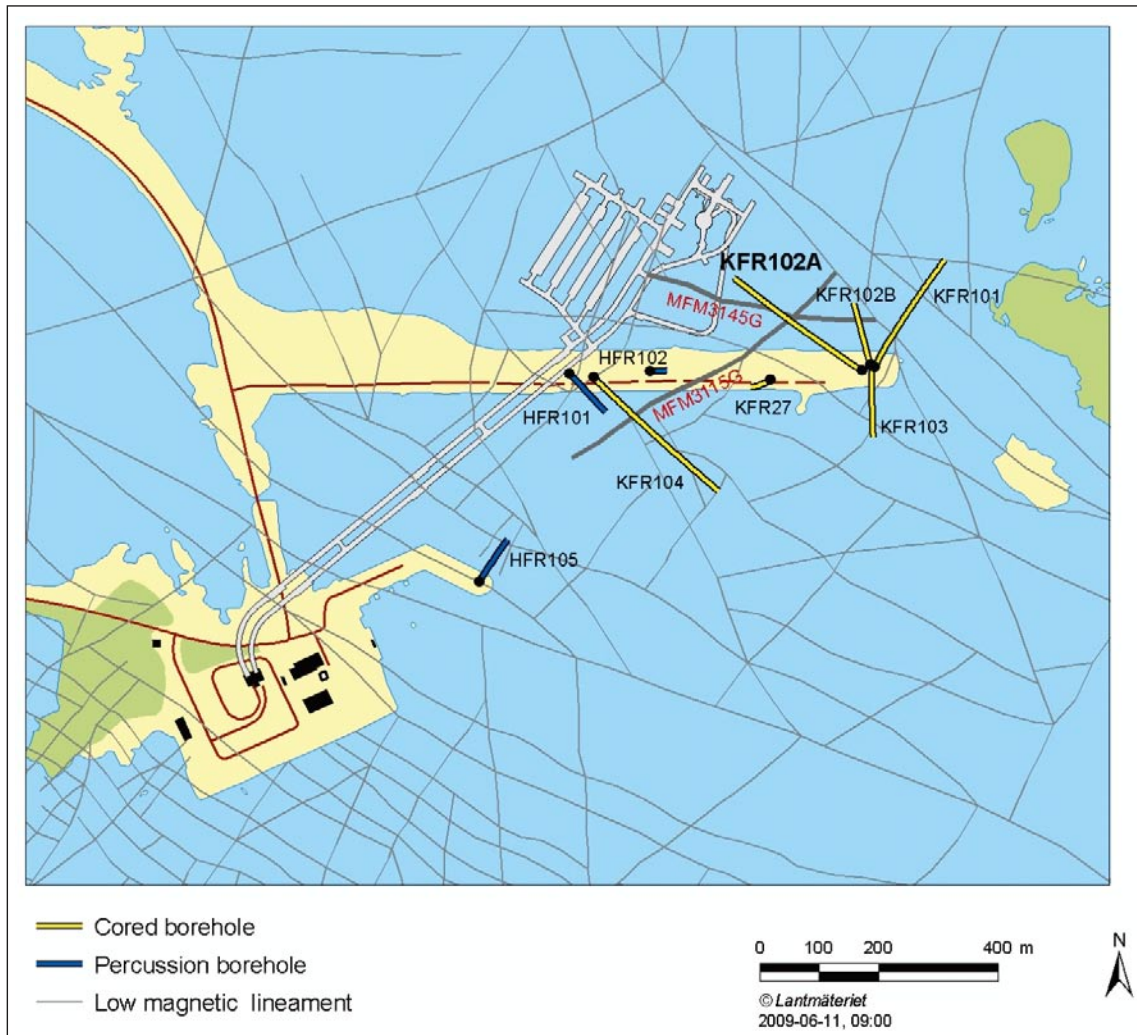 KFR102A
KFR102B
KFR101
MFM3145G
HFR102
MFM3115G
KFR27
HFR101
KFR103
KFR104
HFR105
Cored borehole
Percussion borehole
Low magnetic lineament
0 100 200 400 m
N
© Lantmäteriet
2009-06-11, 09:00